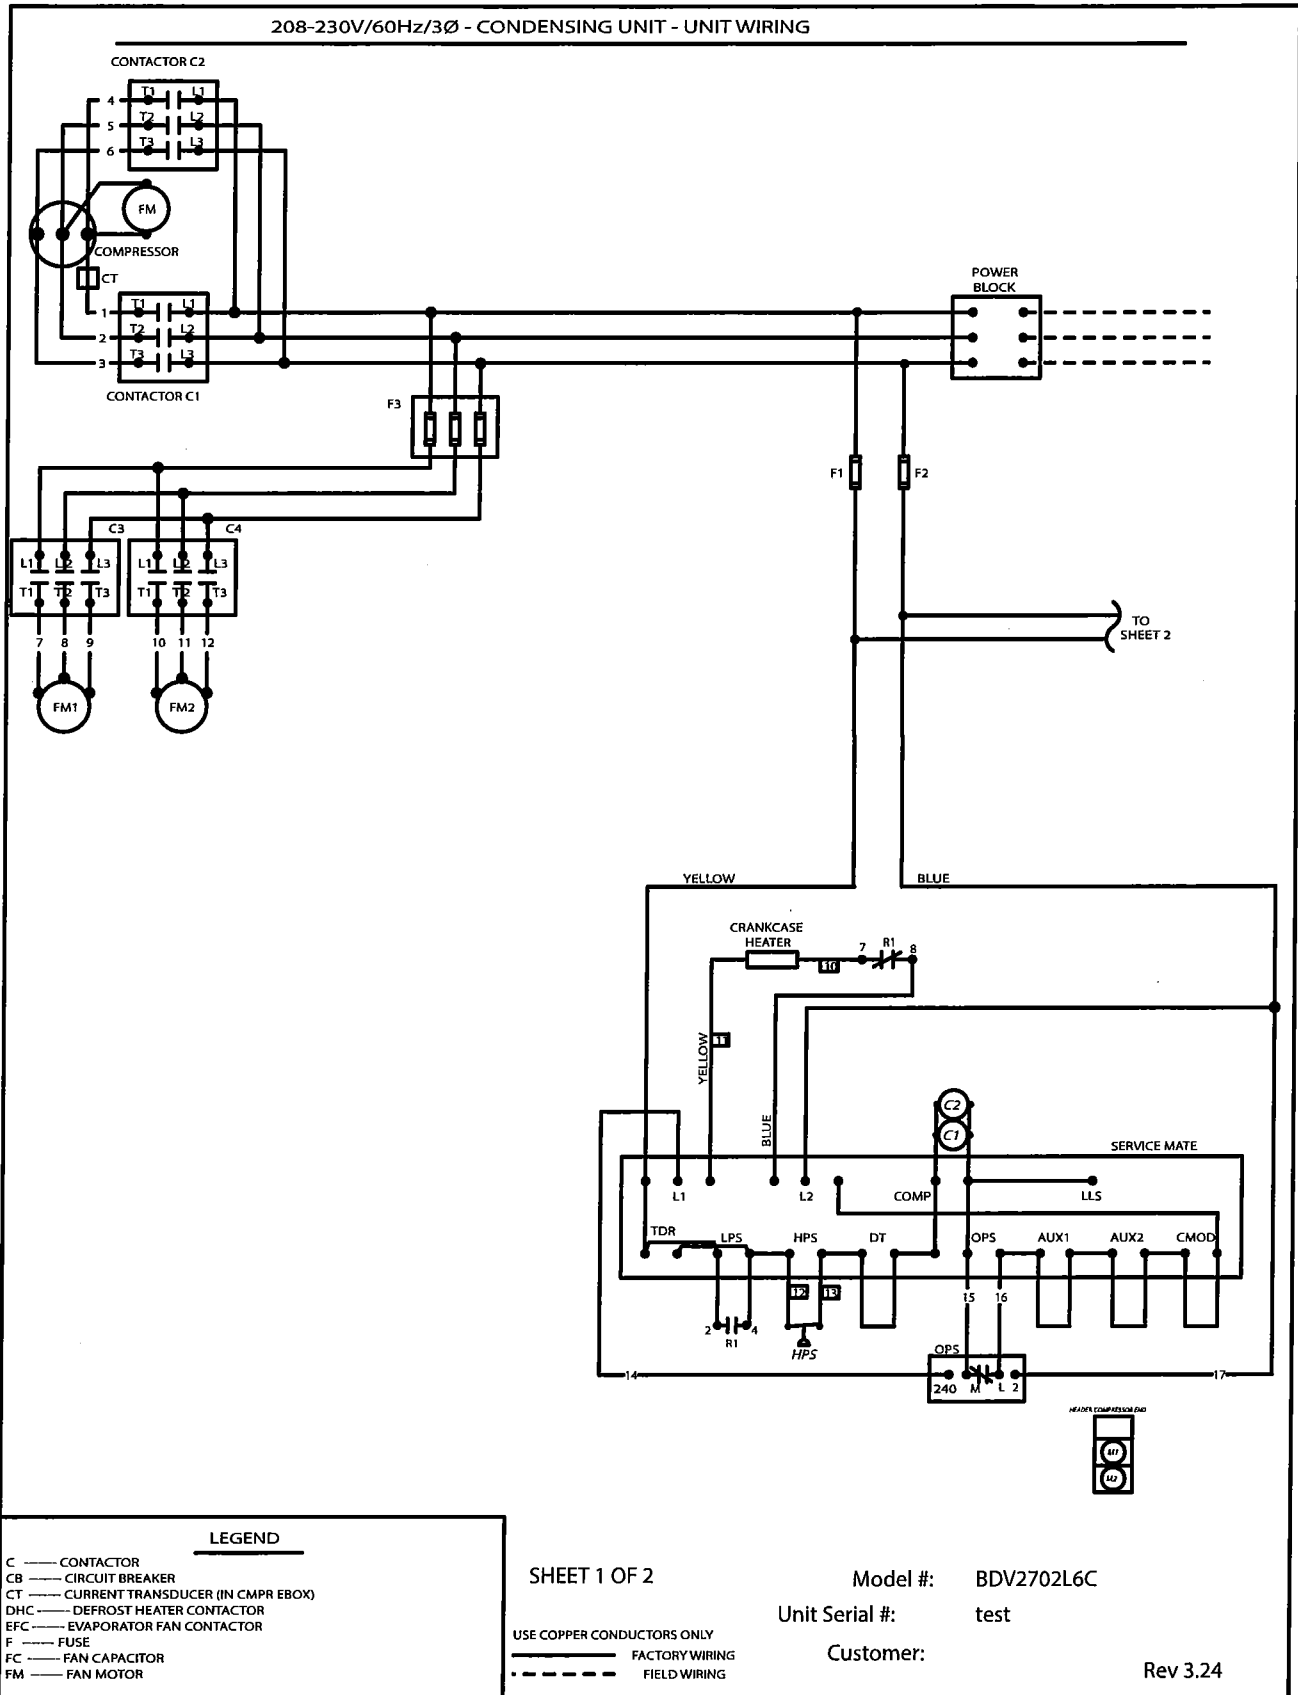 208-230V/60Hz/3Ø - CONDENSING UNIT - UNIT WIRING
CONTACTOR C2
4 T1 L1
5 T2 L2
6 T3 L3
FM
COMPRESSOR
CT
1 T1 L1
2 T2 L2
3 T3 L3
CONTACTOR C1
POWER
BLOCK
F3
F1
F2
C3
C4
L1 L2 L3
T1 T2 T3
L1 L2 L3
T1 T2 T3
7 8 9
10 11 12
FM1
FM2
TO
SHEET 2
YELLOW
BLUE
CRANKCASE
HEATER
10
7 R1 8
YELLOW
11
BLUE
C2
C1
SERVICE MATE
L1
L2
COMP
LLS
TDR
LPS
HPS
DT
OPS
AUX1
AUX2
CMOD
12
13
15
16
2 R1 4
HPS
OPS
14
240 M L 2
17
HEADER COMPRESSOR END
M1
M2
LEGEND
C CONTACTOR
CB CIRCUIT BREAKER
CT CURRENT TRANSDUCER (IN CMPR EBOX)
DHC DEFROST HEATER CONTACTOR
EFC EVAPORATOR FAN CONTACTOR
F FUSE
FC FAN CAPACITOR
FM FAN MOTOR
SHEET 1 OF 2
USE COPPER CONDUCTORS ONLY
FACTORY WIRING
FIELD WIRING
Model #: BDV2702L6C
Unit Serial #: test
Customer:
Rev 3.24